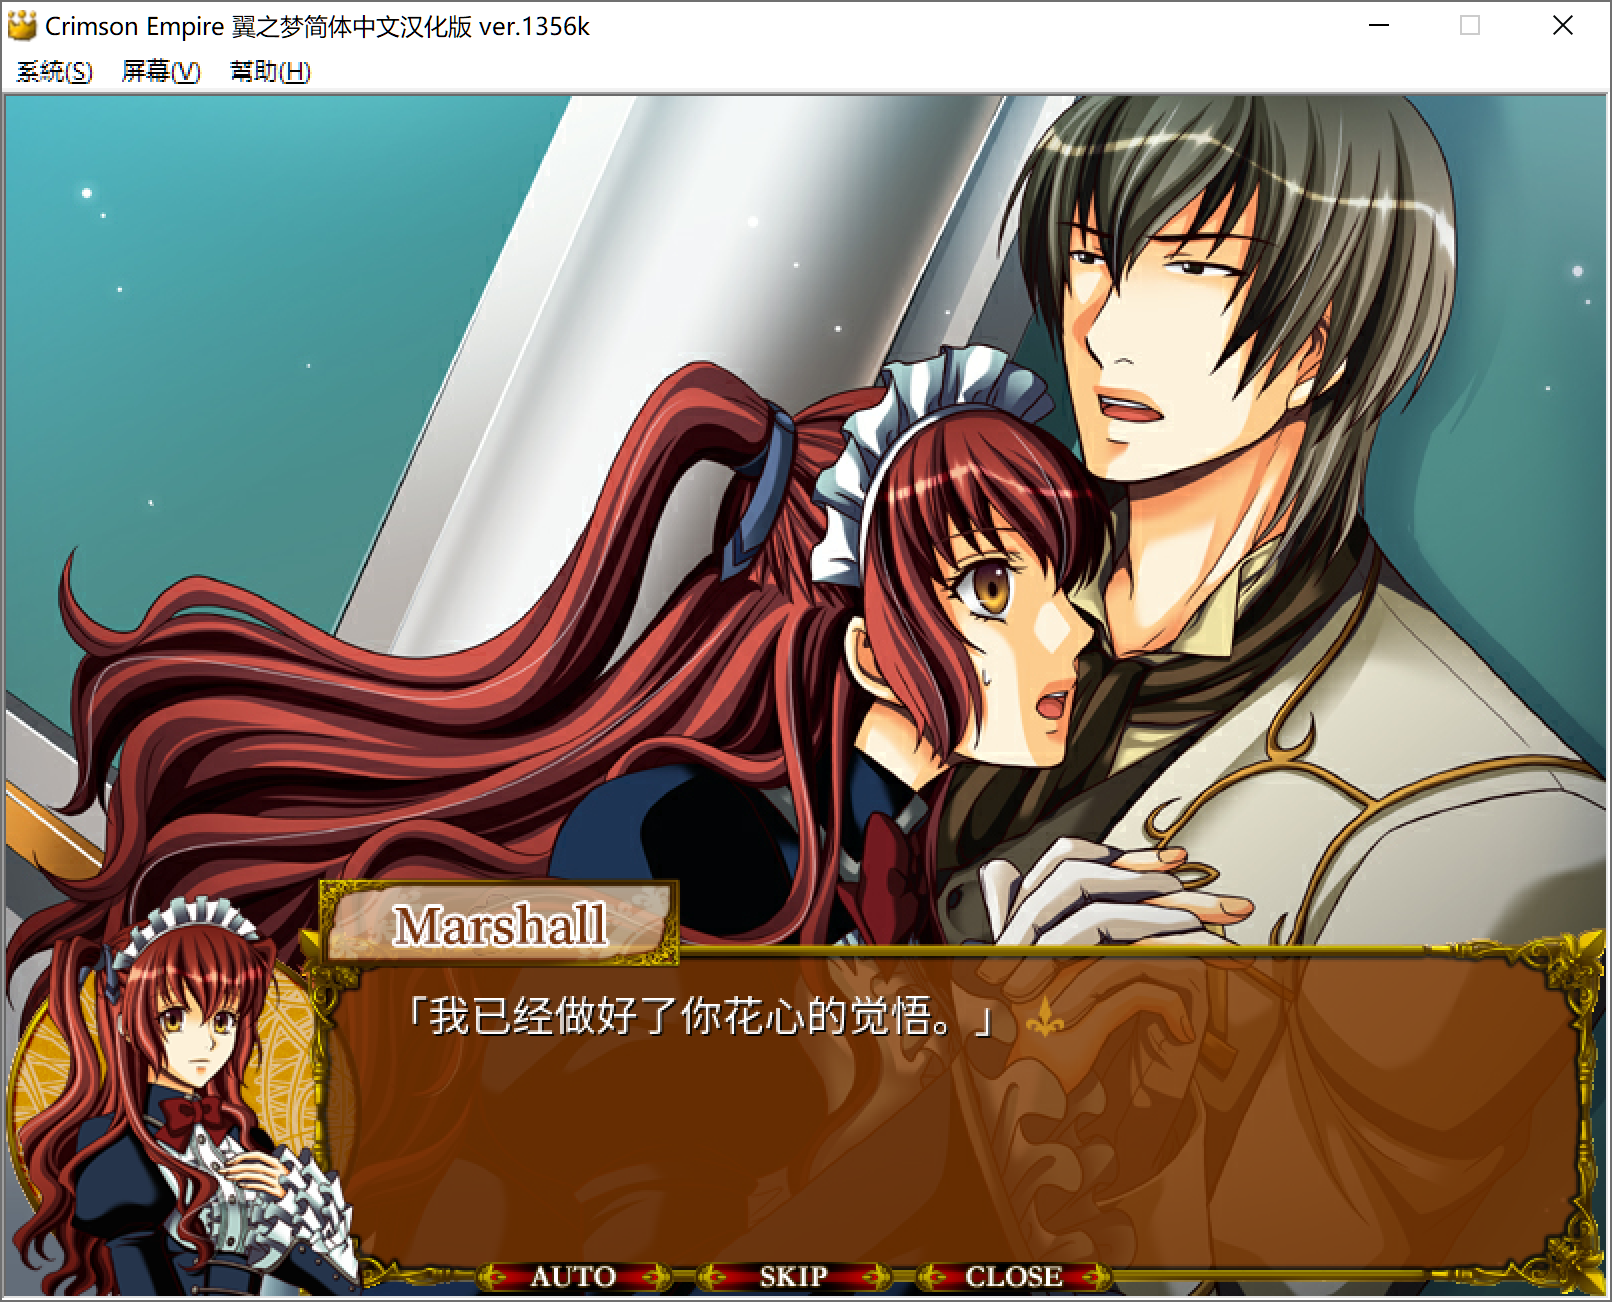 Crimson Empire 翼之梦简体中文汉化版 ver.1356k
系統(S) 屏幕(V) 幫助(H)
Marshall
「我已经做好了你花心的觉悟。」
AUTO SKIP CLOSE